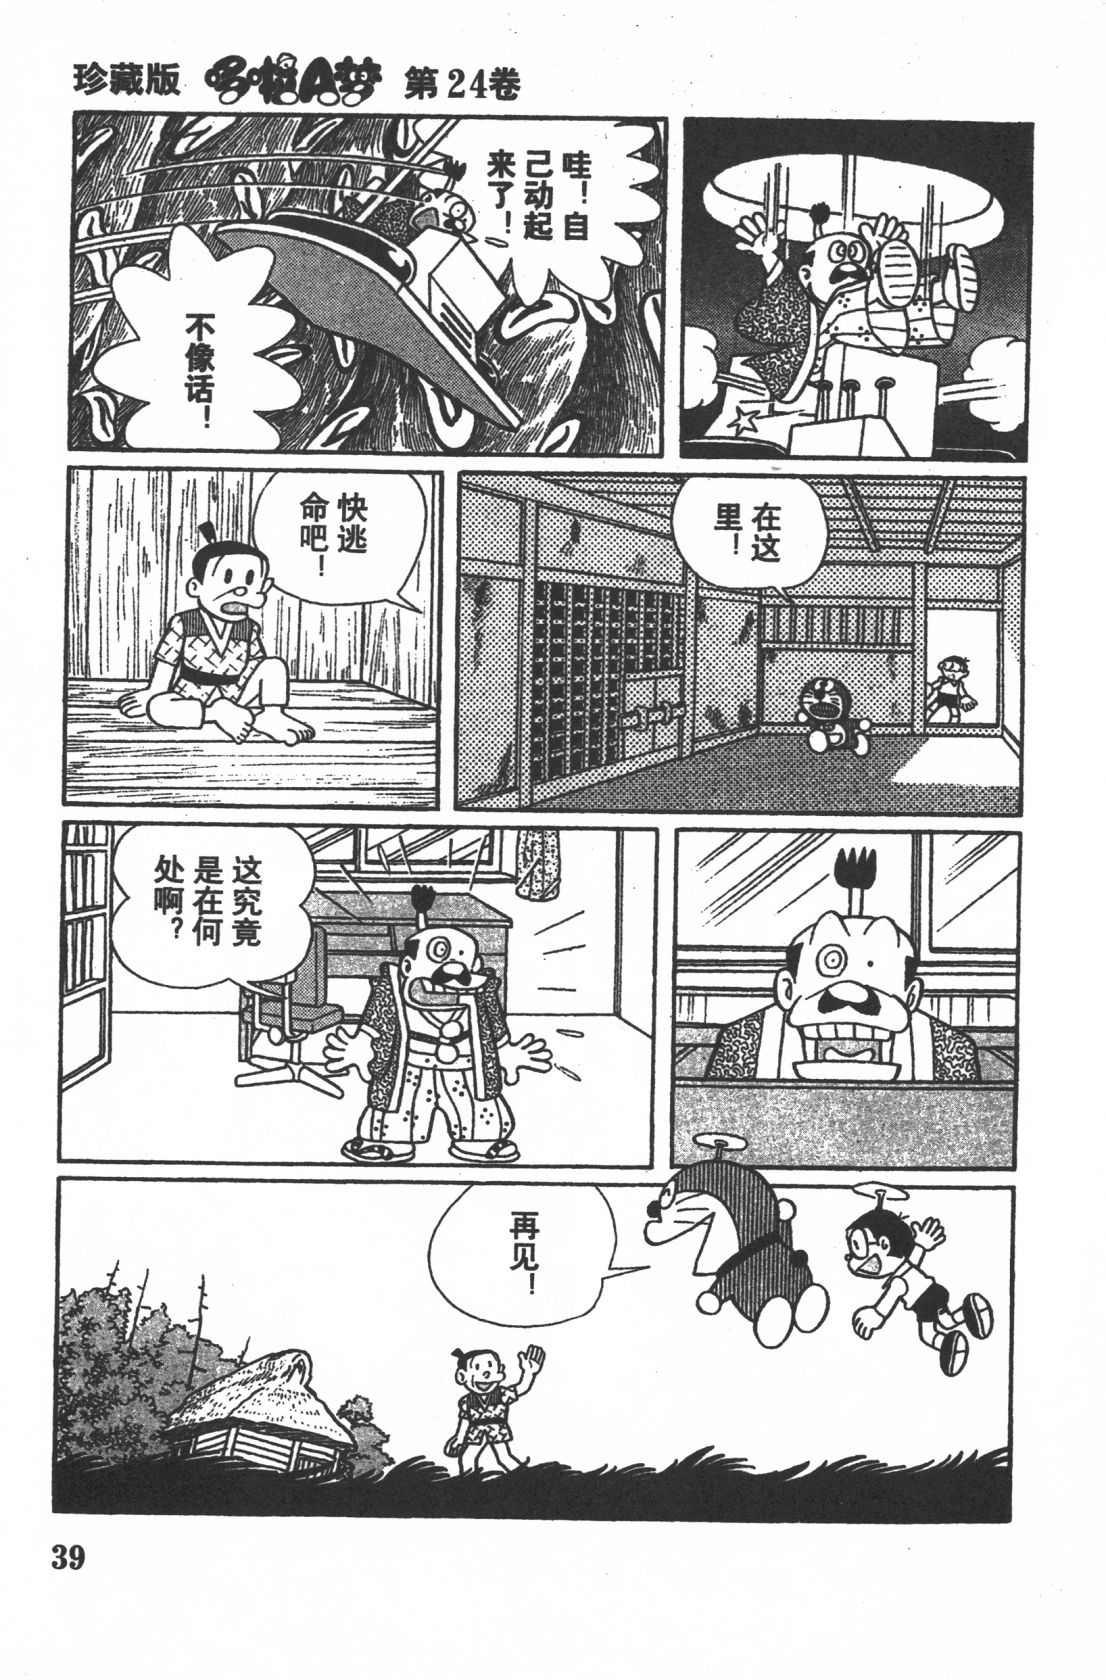 珍藏版 哆啦A梦 第24卷
哇！自
己动起
来了！
不像话！
在这
里！
快逃
命吧！
这究竟
是在何
处啊？
再见！
39